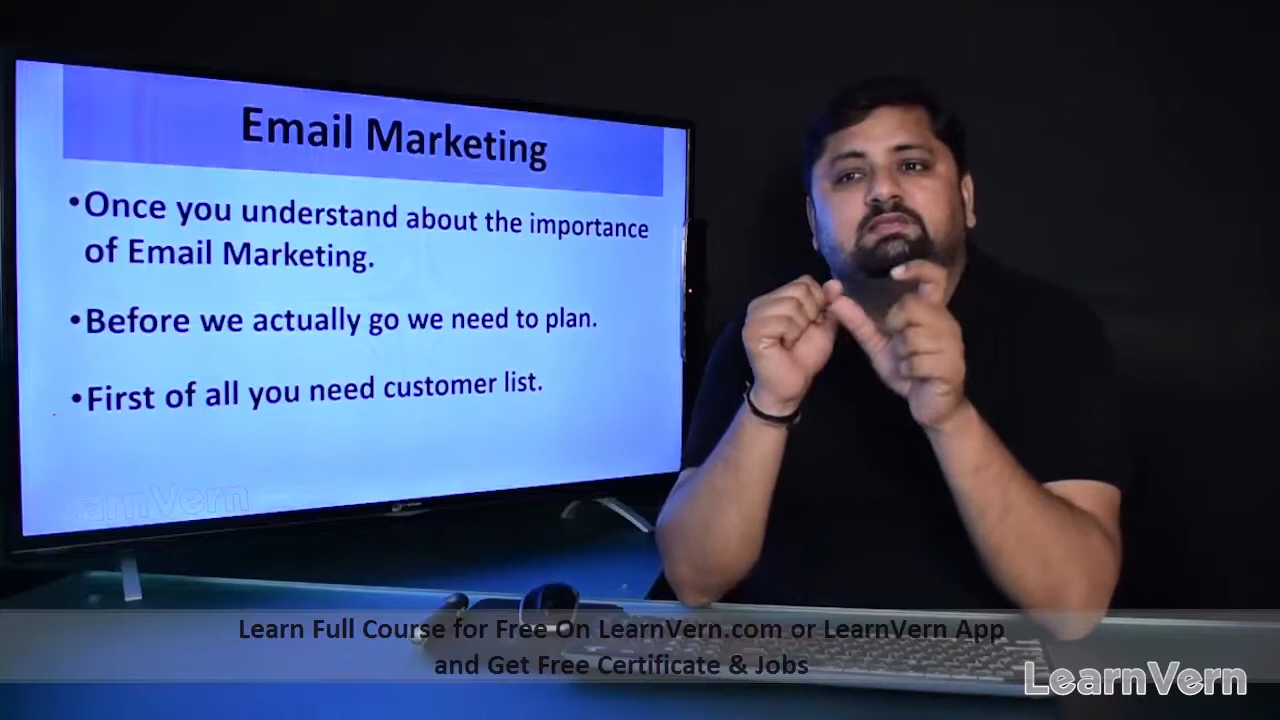 Email Marketing
•Once you understand about the importance
of Email Marketing.
•Before we actually go we need to plan.
•First of all you need customer list.
LearnVern
Learn Full Course for Free On LearnVern.com or LearnVern App
and Get Free Certificate & Jobs
LearnVern